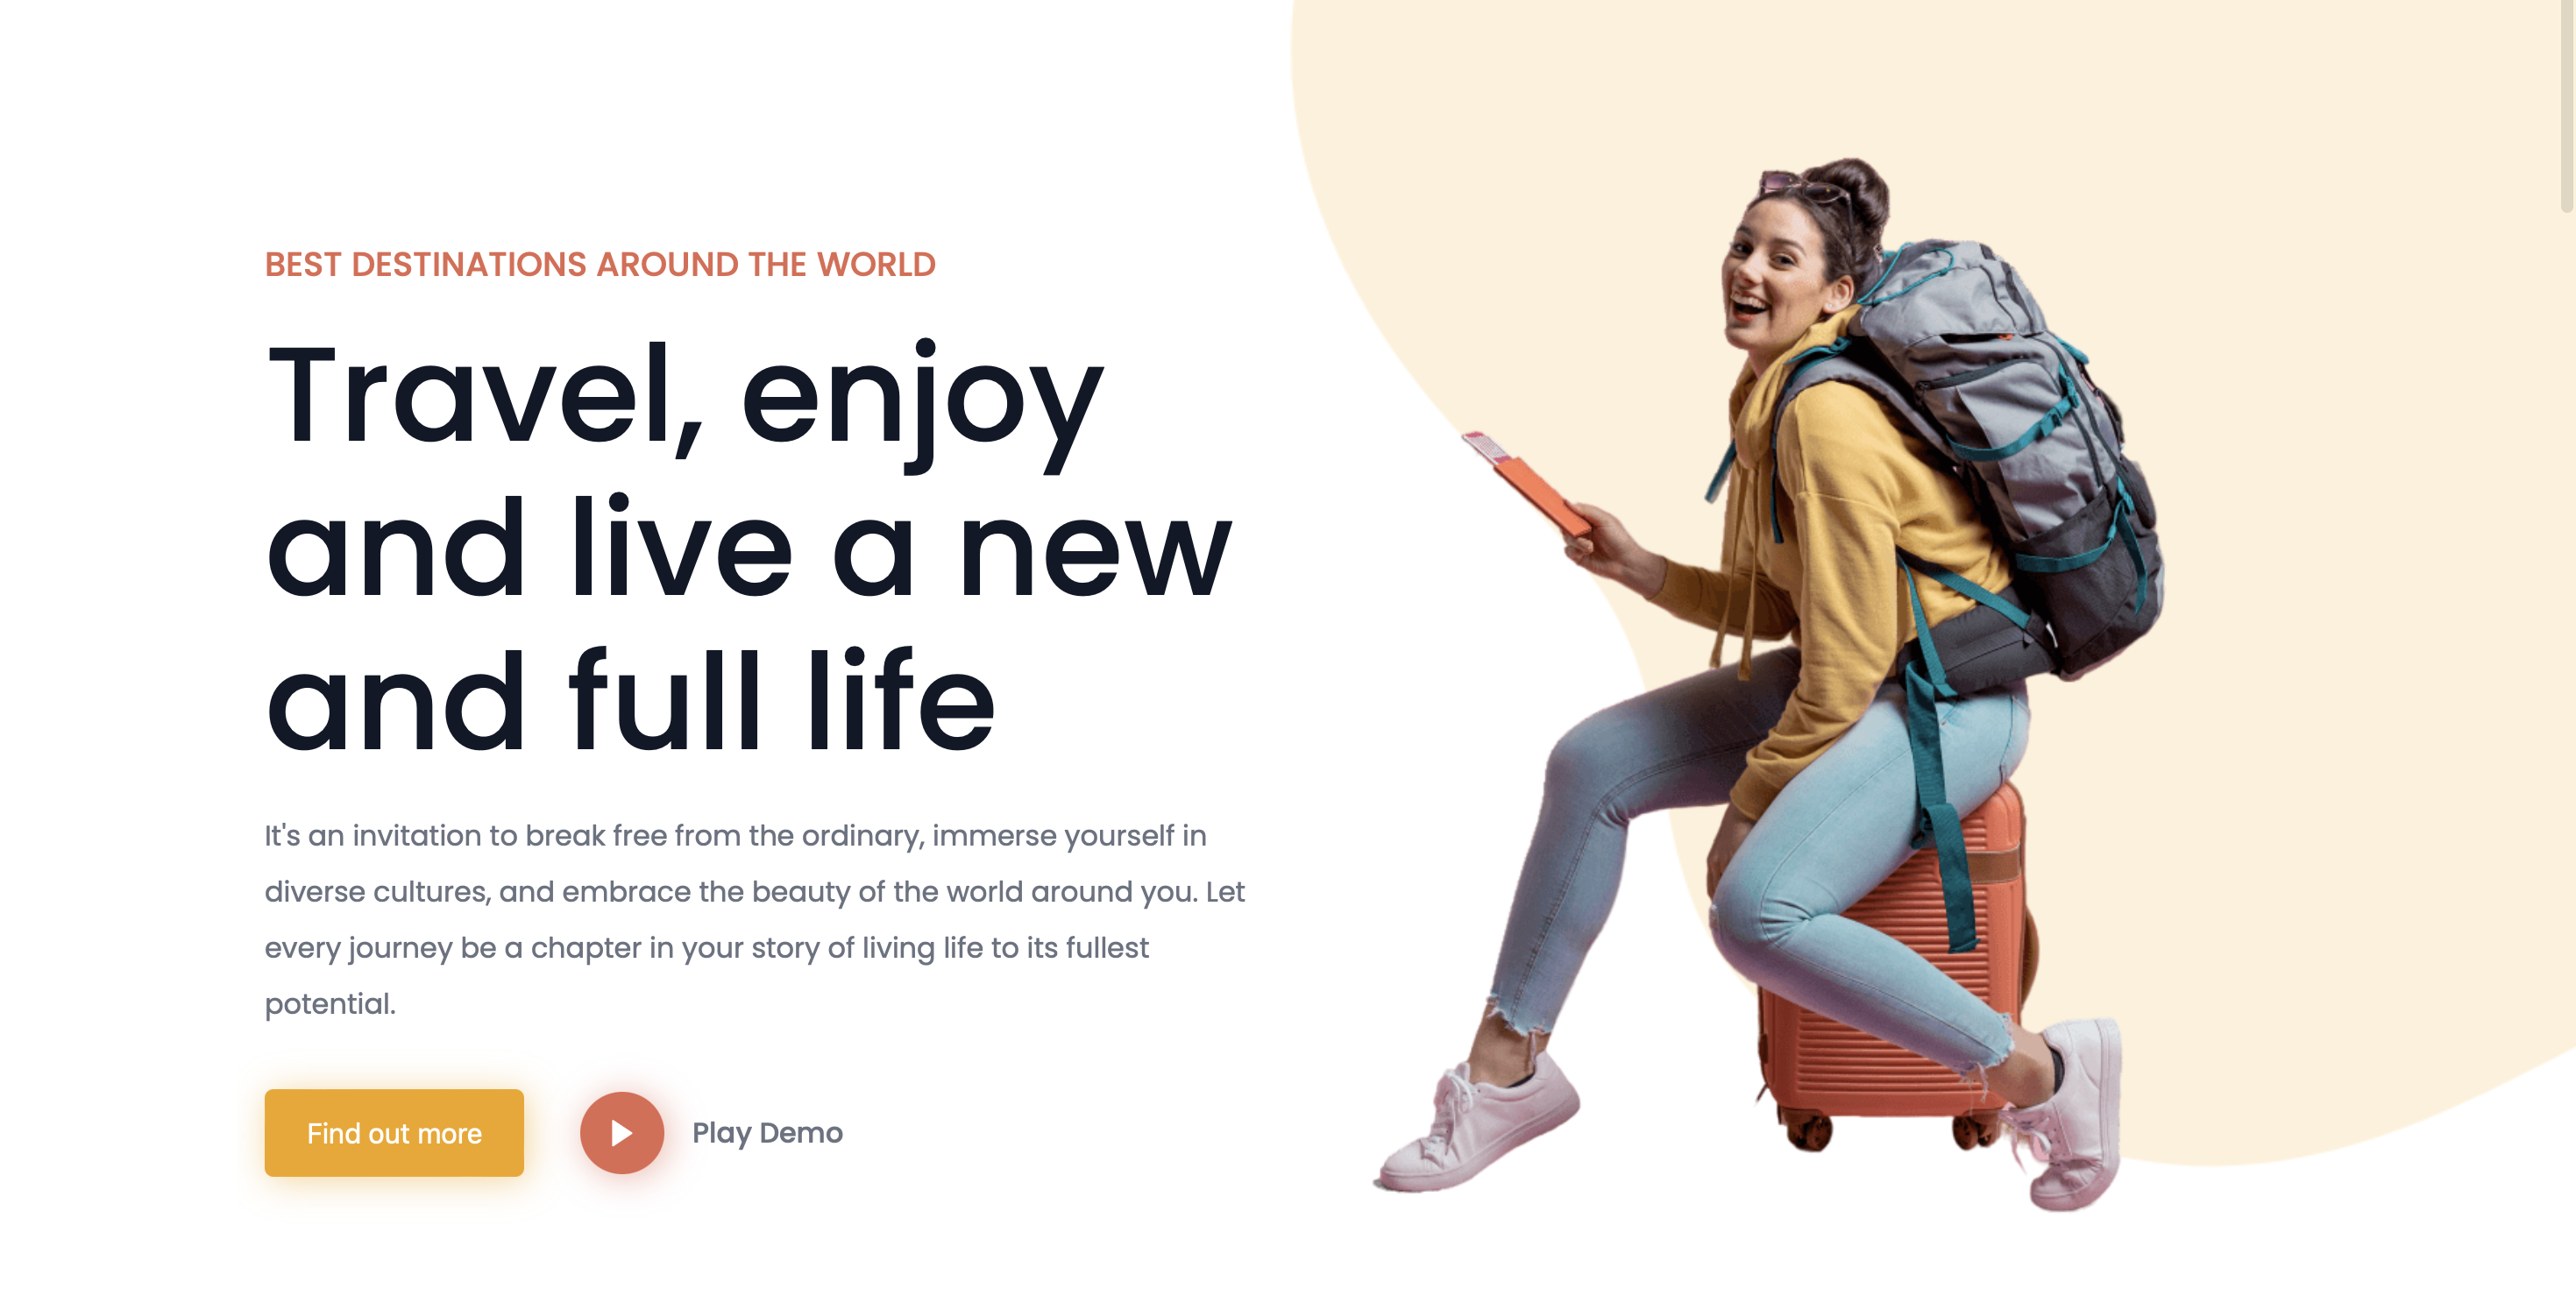 BEST DESTINATIONS AROUND THE WORLD
Travel, enjoy
and live a new
and full life
It's an invitation to break free from the ordinary, immerse yourself in
diverse cultures, and embrace the beauty of the world around you. Let
every journey be a chapter in your story of living life to its fullest
potential.
Find out more
Play Demo